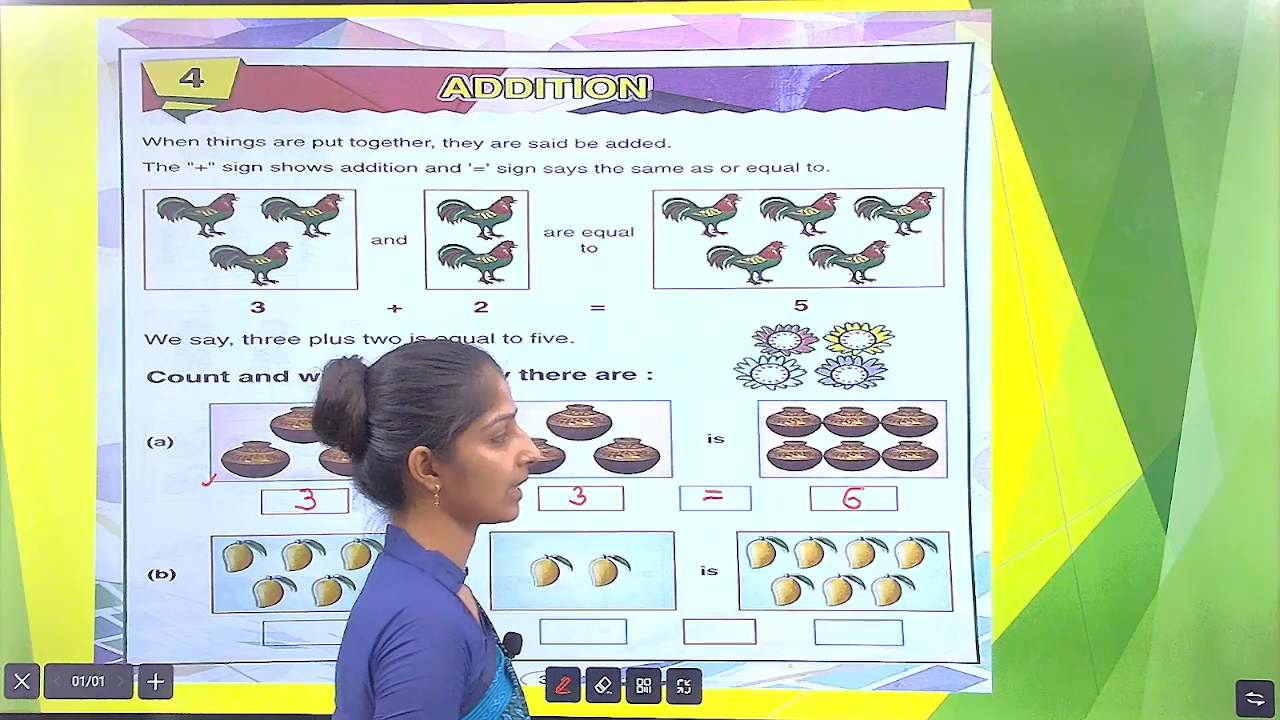 4
ADDITION
When things are put together, they are said be added.
The "+" sign shows addition and '=' sign says the same as or equal to.
and
are equal
to
3 + 2 = 5
We say, three plus two is equal to five.
Count and there are :
(a)
is
3 3 = 6
(b)
is
01/01